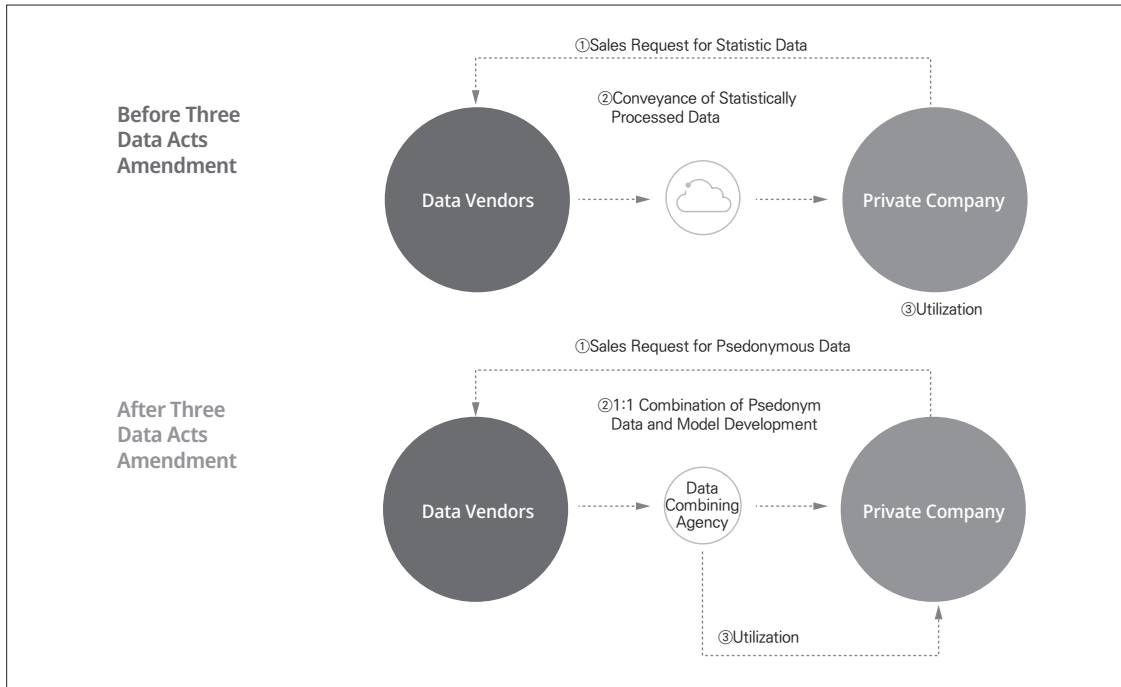 Before Three
Data Acts
Amendment
①Sales Request for Statistic Data
②Conveyance of Statistically
Processed Data
Data Vendors
Private Company
③Utilization
After Three
Data Acts
Amendment
①Sales Request for Psedonymous Data
②1:1 Combination of Psedonym
Data and Model Development
Data Vendors
Data
Combining
Agency
Private Company
③Utilization